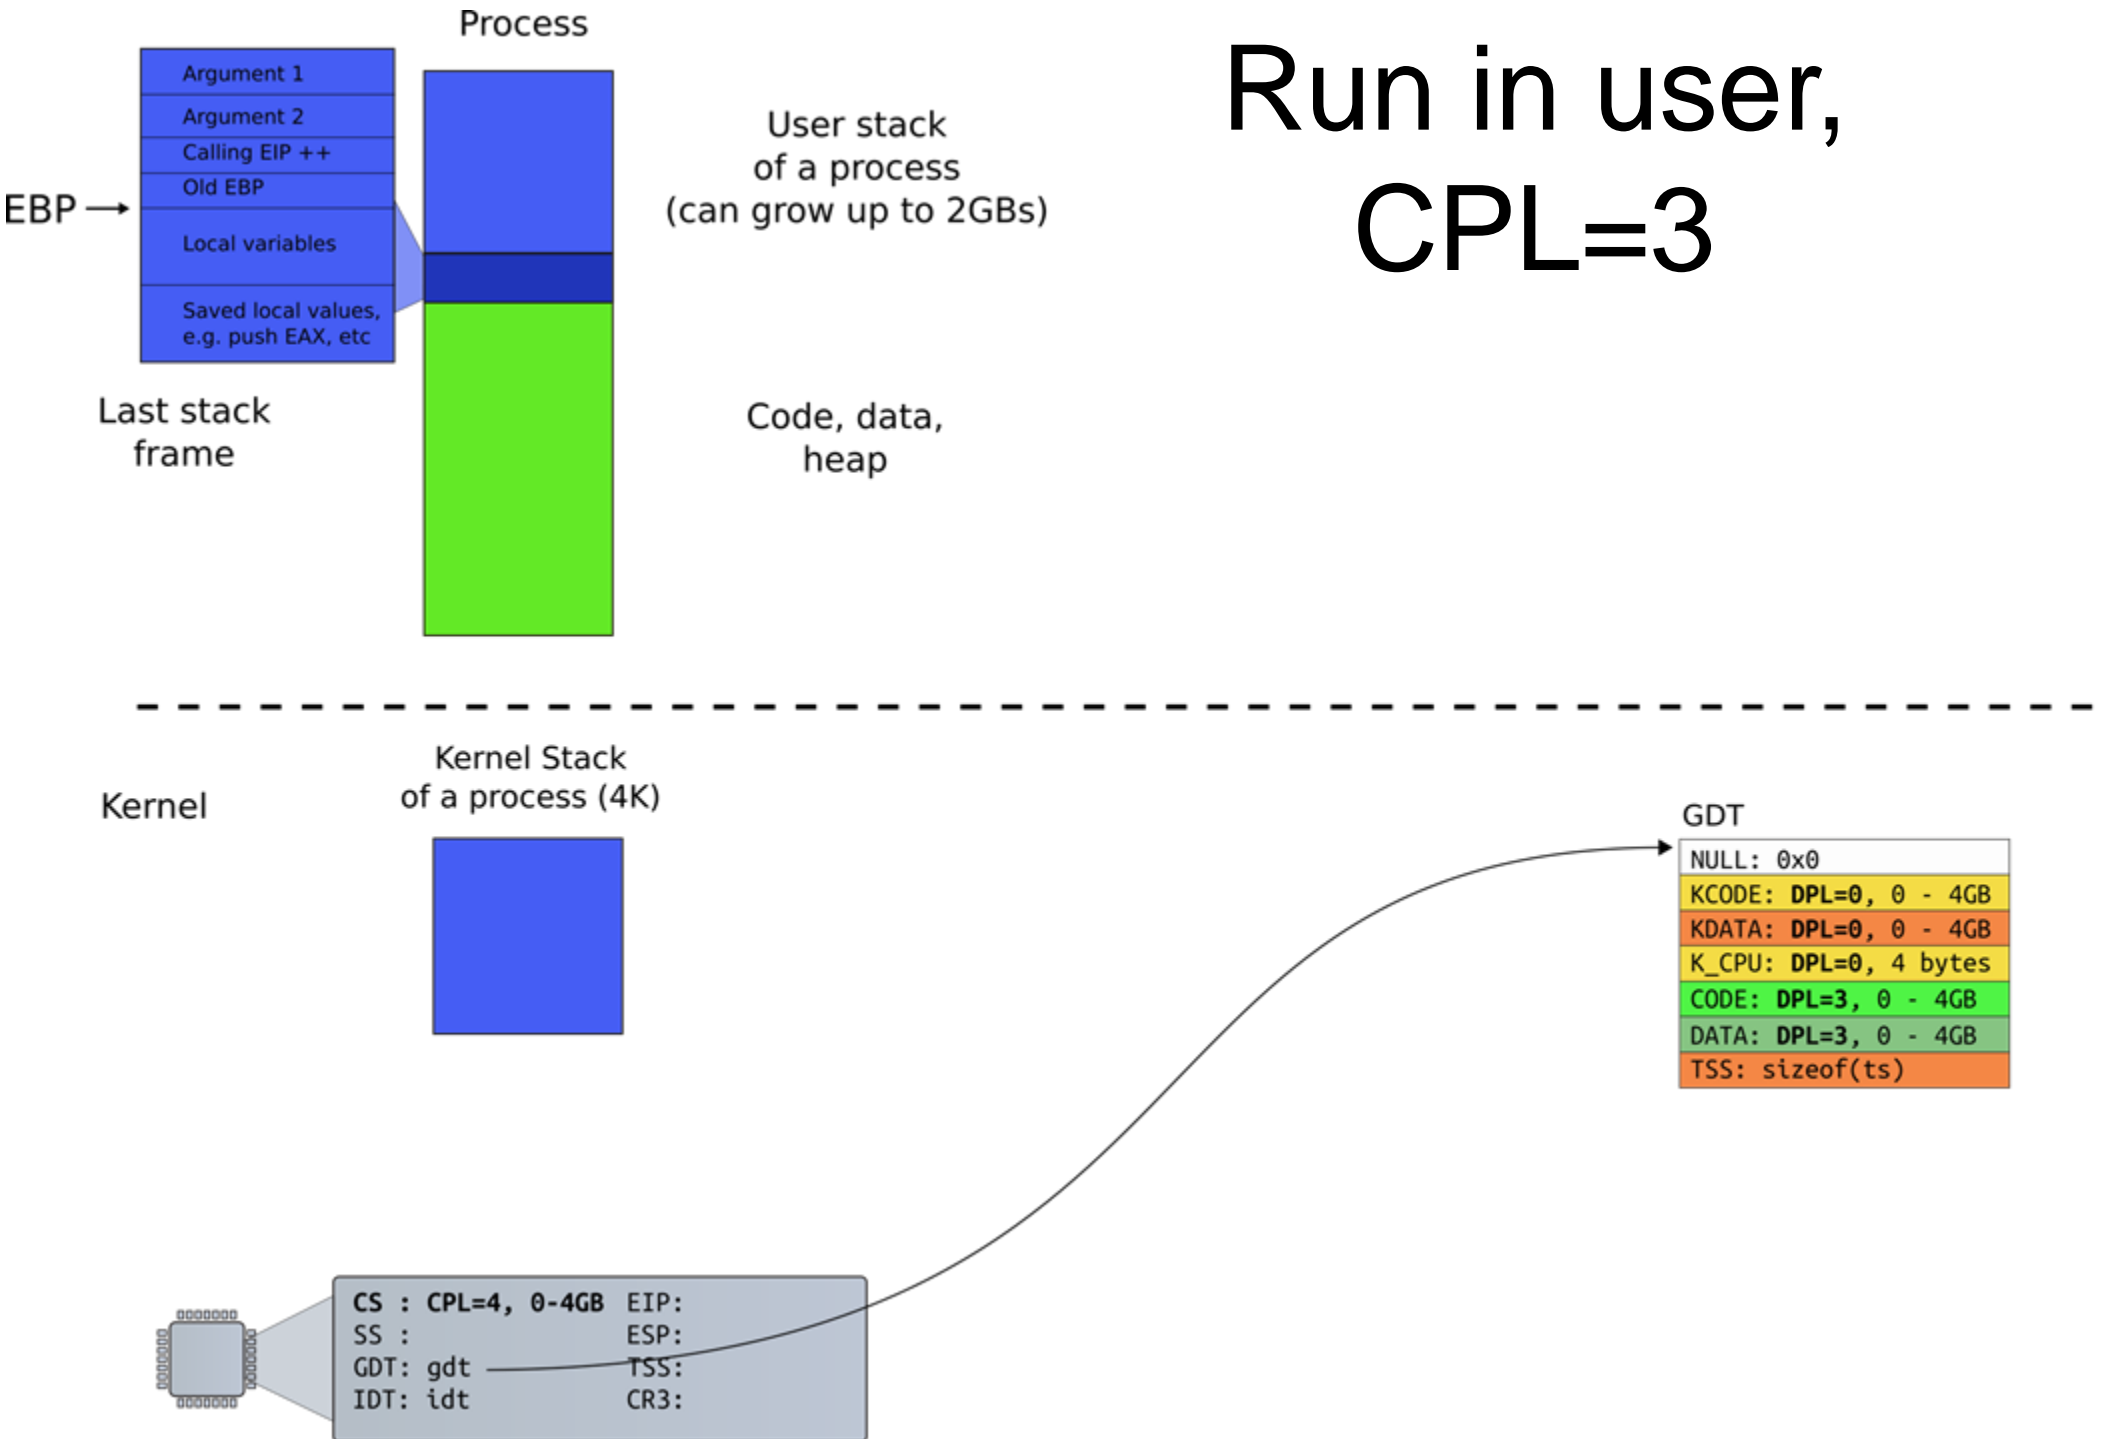 Process
Run in user,
CPL=3
Argument 1
Argument 2
Calling EIP ++
Old EBP
EBP
Local variables
Saved local values,
e.g. push EAX, etc
Last stack
frame
User stack
of a process
(can grow up to 2GBs)
Code, data,
heap
Kernel
Kernel Stack
of a process (4K)
GDT
NULL: 0x0
KCODE: DPL=0, 0 - 4GB
KDATA: DPL=0, 0 - 4GB
K_CPU: DPL=0, 4 bytes
CODE: DPL=3, 0 - 4GB
DATA: DPL=3, 0 - 4GB
TSS: sizeof(ts)
CS : CPL=4, 0-4GB EIP:
SS : ESP:
GDT: gdt TSS:
IDT: idt CR3: